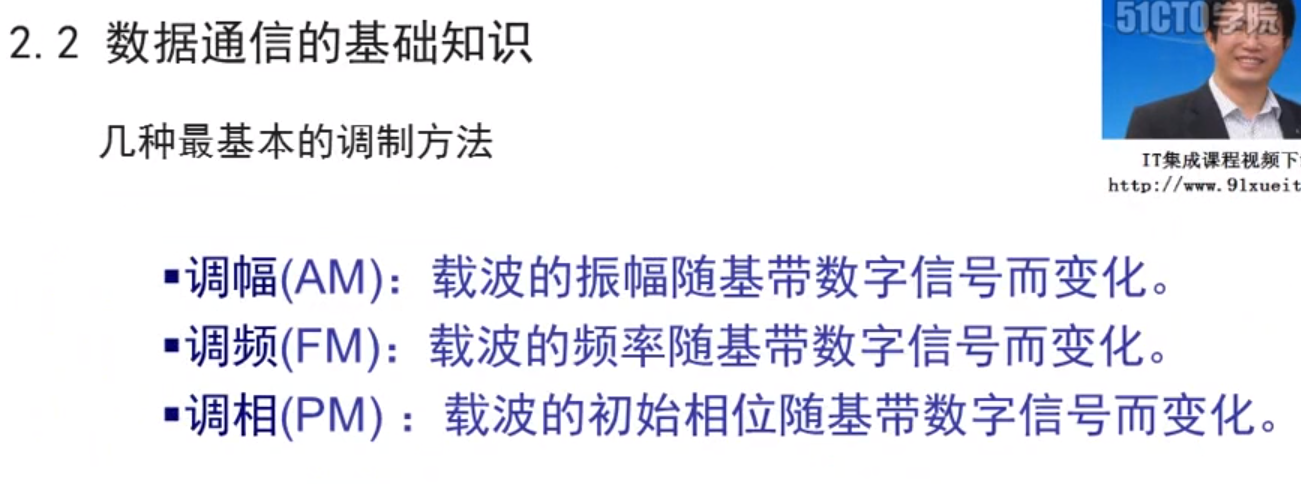 2.2 数据通信的基础知识
51CTO学院
几种最基本的调制方法
IT集成课程视频下
http://www.91xueit
▪调幅(AM)：载波的振幅随基带数字信号而变化。
▪调频(FM)：载波的频率随基带数字信号而变化。
▪调相(PM)：载波的初始相位随基带数字信号而变化。